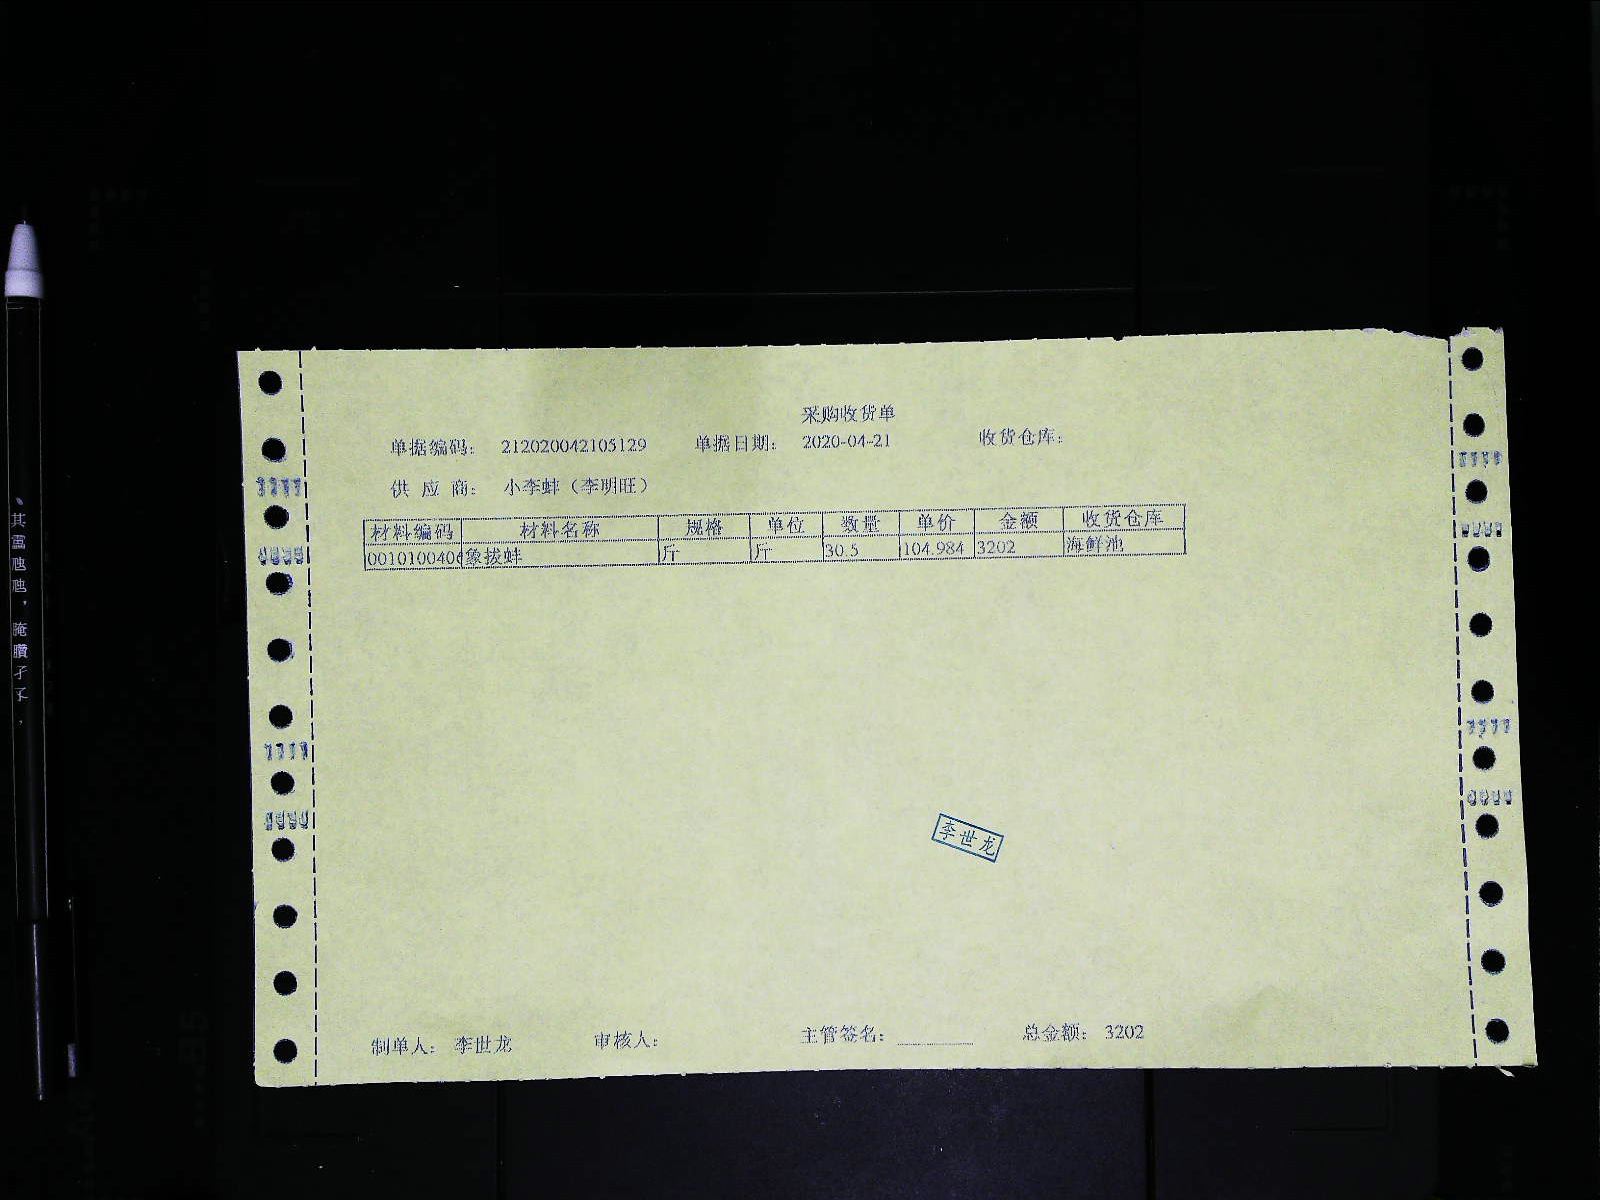 采购收货单
单据编码： 212020042105129 单据日期： 2020-04-21 收货仓库：
供 应 商： 小李蚌（李明旺）
材料编码 材料名称 规格 单位 数量 单价 金额 收货仓库
0010100406 象拔蚌 斤 斤 30.5 104.984 3202 海鲜池
李世龙
制单人： 李世龙 审核人： 主管签名： 总金额： 3202